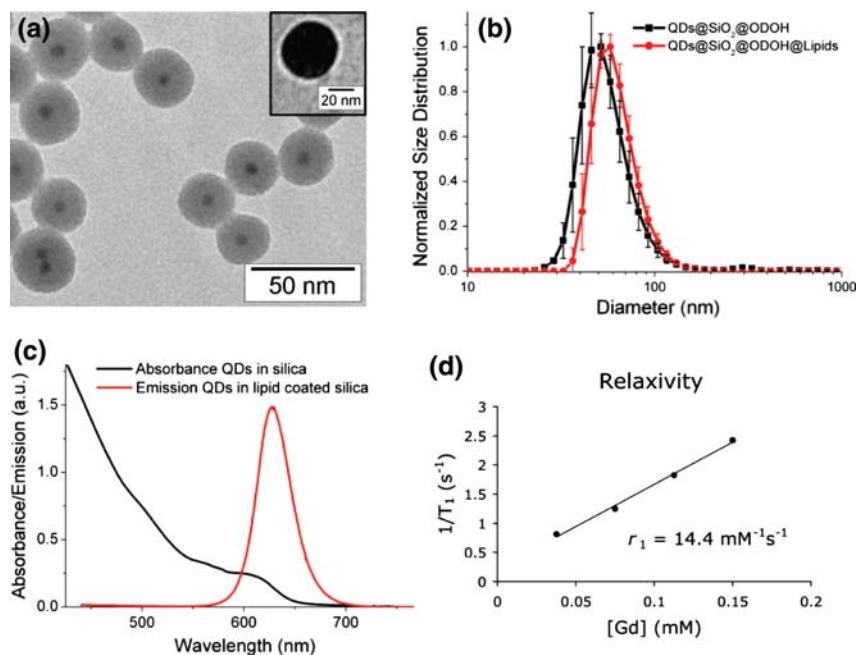 (a)
20 nm
50 nm
(b)
QDs@SiO₂@ODOH
QDs@SiO₂@ODOH@Lipids
Normalized Size Distribution
1.0
0.8
0.6
0.4
0.2
0.0
10
100
1000
Diameter (nm)
(c)
Absorbance QDs in silica
Emission QDs in lipid coated silica
Absorbance/Emission (a.u.)
1.5
1.0
0.5
0.0
500
600
700
Wavelength (nm)
(d)
Relaxivity
1/T₁ (s⁻¹)
3
2.5
2
1.5
1
0.5
0
r₁ = 14.4 mM⁻¹s⁻¹
0
0.05
0.1
0.15
0.2
[Gd] (mM)